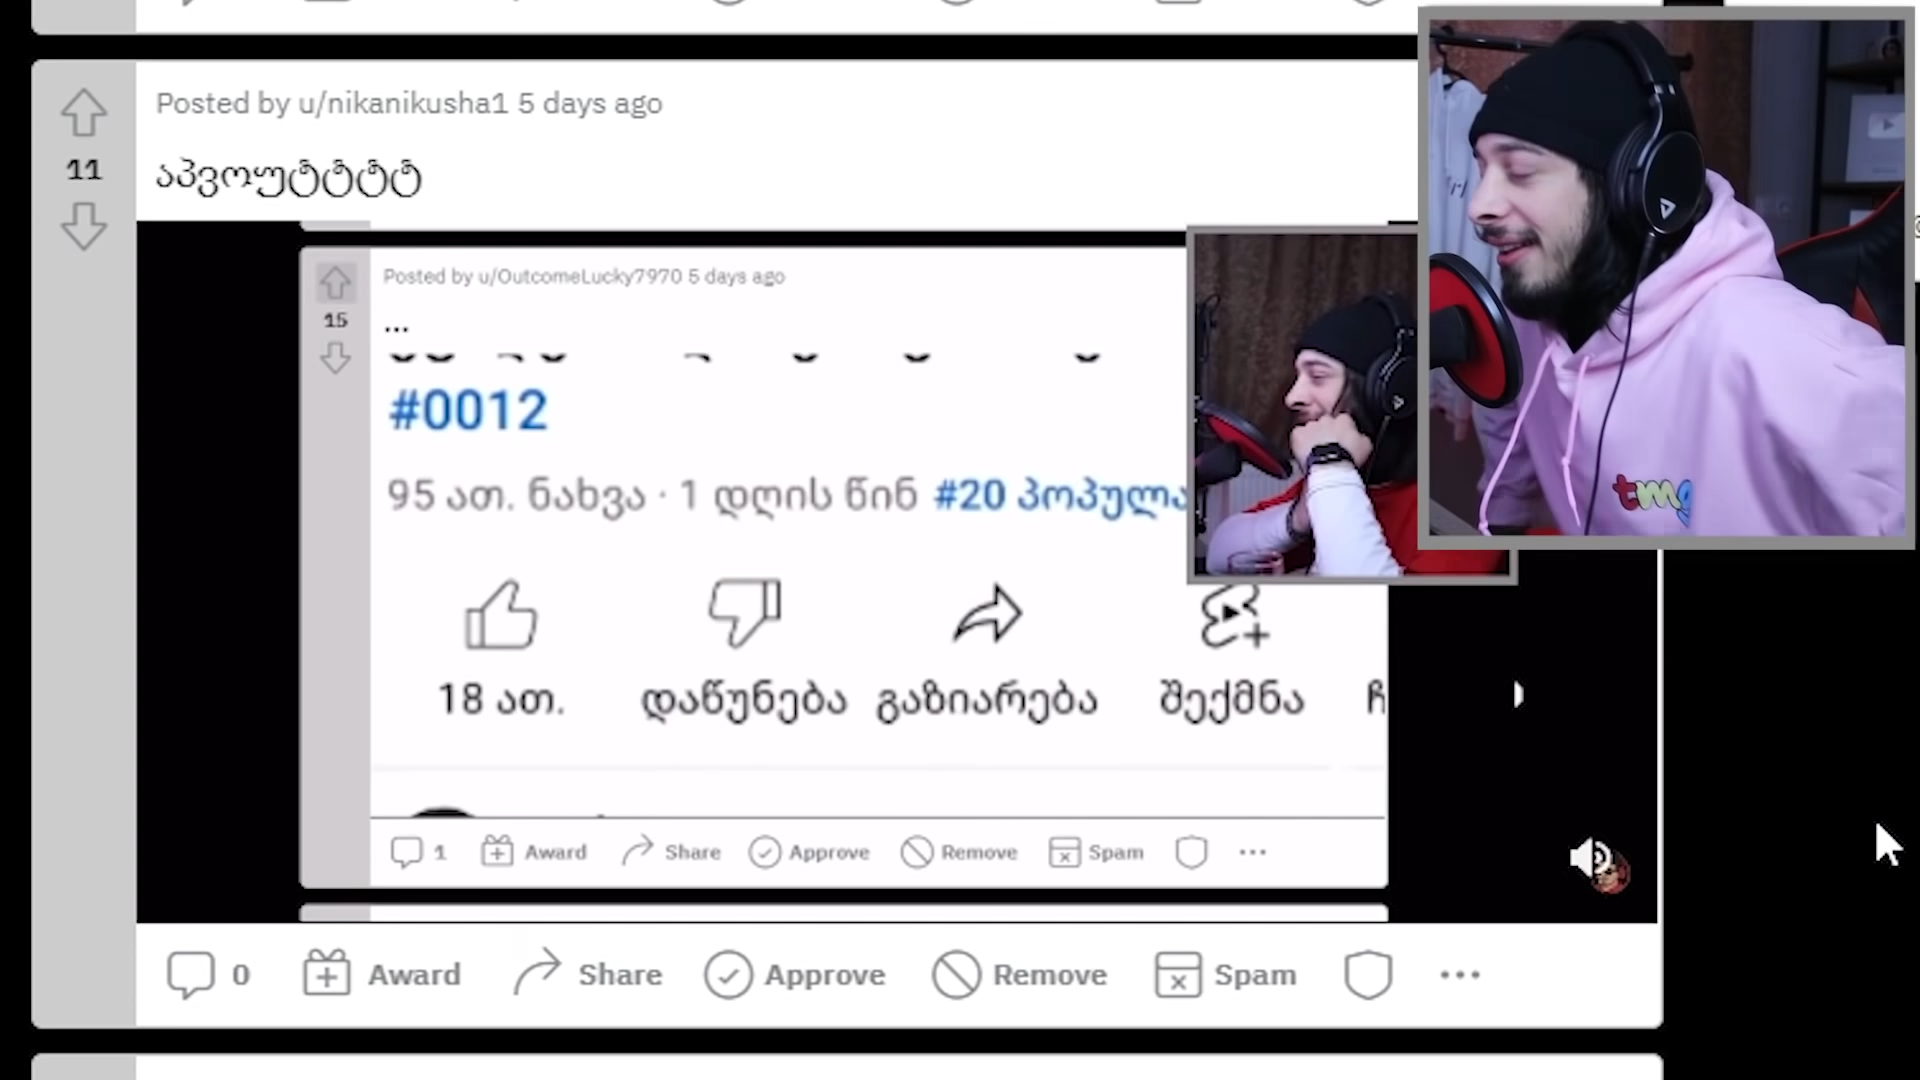 Posted by u/nikanikusha1 5 days ago
11
აპვოუტტტტ
Posted by u/OutcomeLucky7970 5 days ago
15
...
#0012
95 ათ. ნახვა · 1 დღის წინ #20 პოპულა
18 ათ. დაწუნება გაზიარება შექმნა ჩ
1 Award Share Approve Remove Spam ...
0 Award Share Approve Remove Spam ...
tmg